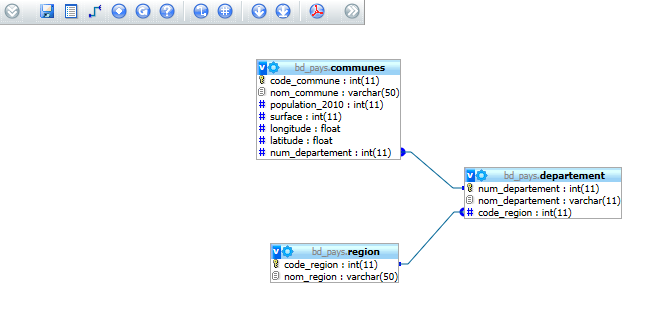 bd_pays.communes
code_commune : int(11)
nom_commune : varchar(50)
population_2010 : int(11)
surface : int(11)
longitude : float
latitude : float
num_departement : int(11)
bd_pays.departement
num_departement : int(11)
nom_departement : varchar(11)
code_region : int(11)
bd_pays.region
code_region : int(11)
nom_region : varchar(50)